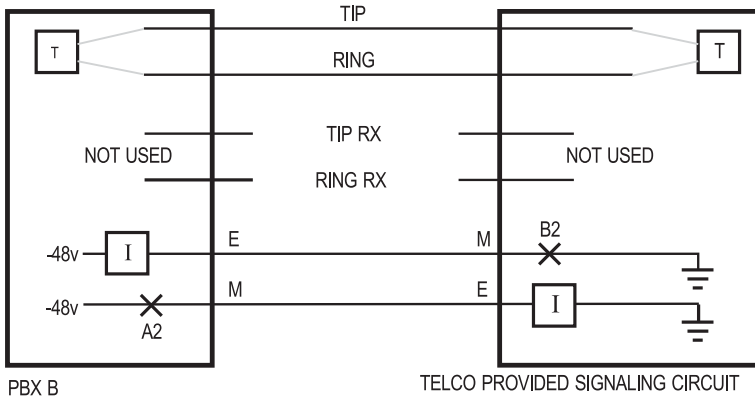 TIP
T
T
RING
TIP RX
NOT USED
NOT USED
RING RX
E
M
B2
-48v
I
M
E
-48v
I
A2
PBX B
TELCO PROVIDED SIGNALING CIRCUIT